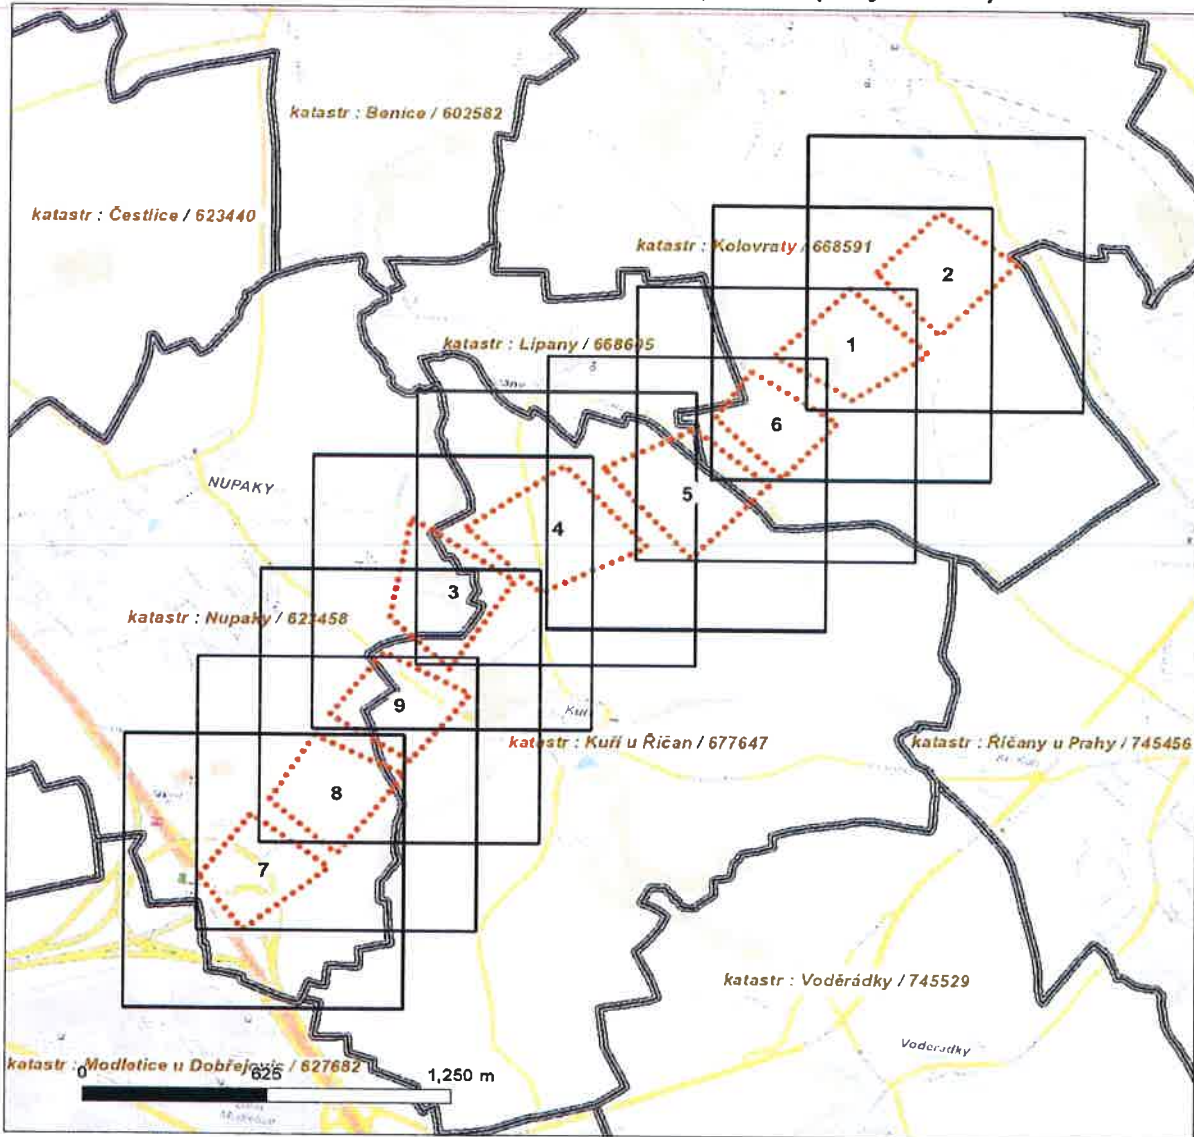 katastr : Benice / 602582
katastr : Čestlice / 623440
katastr : Kolovraty / 668591
2
katastr : Lipany / 668605
1
6
NUPAKY
5
4
3
katastr : Nupaky / 623458
9
Kuří
katastr : Kuří u Říčan / 677647
katastr : Říčany u Prahy / 745456
8
7
katastr : Voděrádky / 745529
Voděrádky
katastr : Modletice u Dobřejovic / 627682
0 625 1,250 m